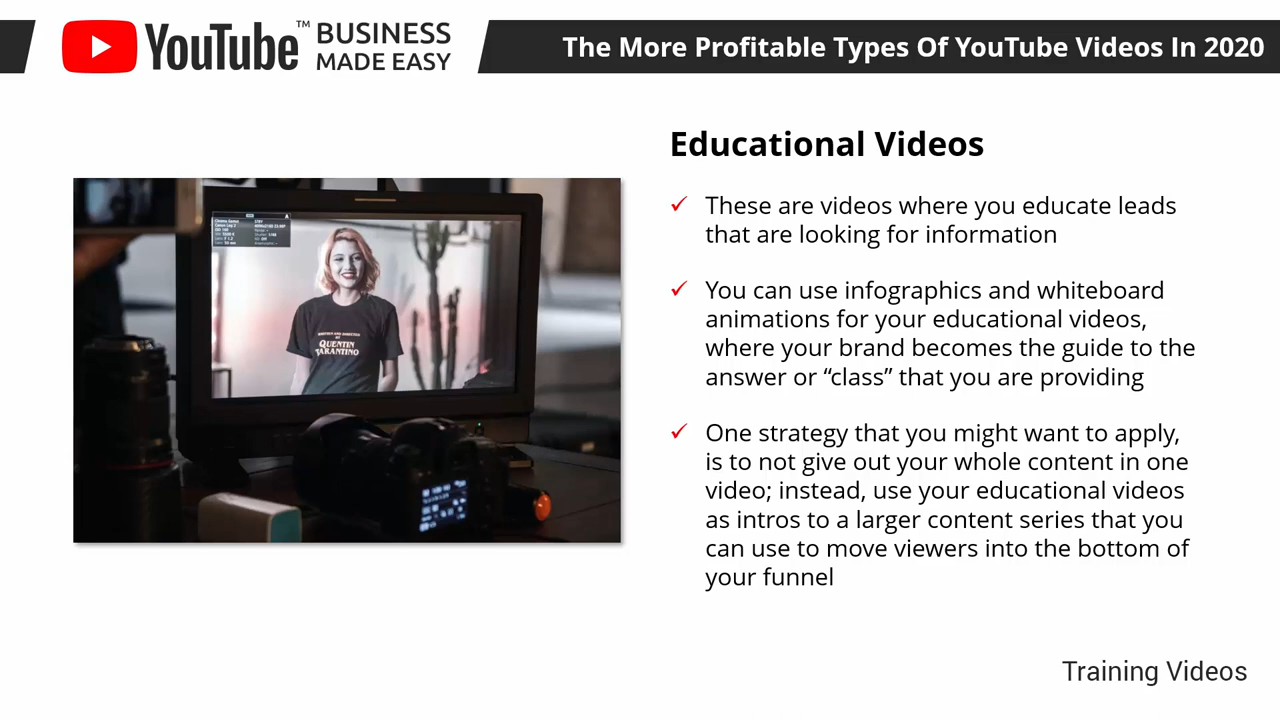 YouTube™ BUSINESS
MADE EASY
The More Profitable Types Of YouTube Videos In 2020
Educational Videos
These are videos where you educate leads
that are looking for information
You can use infographics and whiteboard
animations for your educational videos,
where your brand becomes the guide to the
answer or “class” that you are providing
One strategy that you might want to apply,
is to not give out your whole content in one
video; instead, use your educational videos
as intros to a larger content series that you
can use to move viewers into the bottom of
your funnel
WRITTEN AND DIRECTED
BY
QUENTIN
TARANTINO
Training Videos